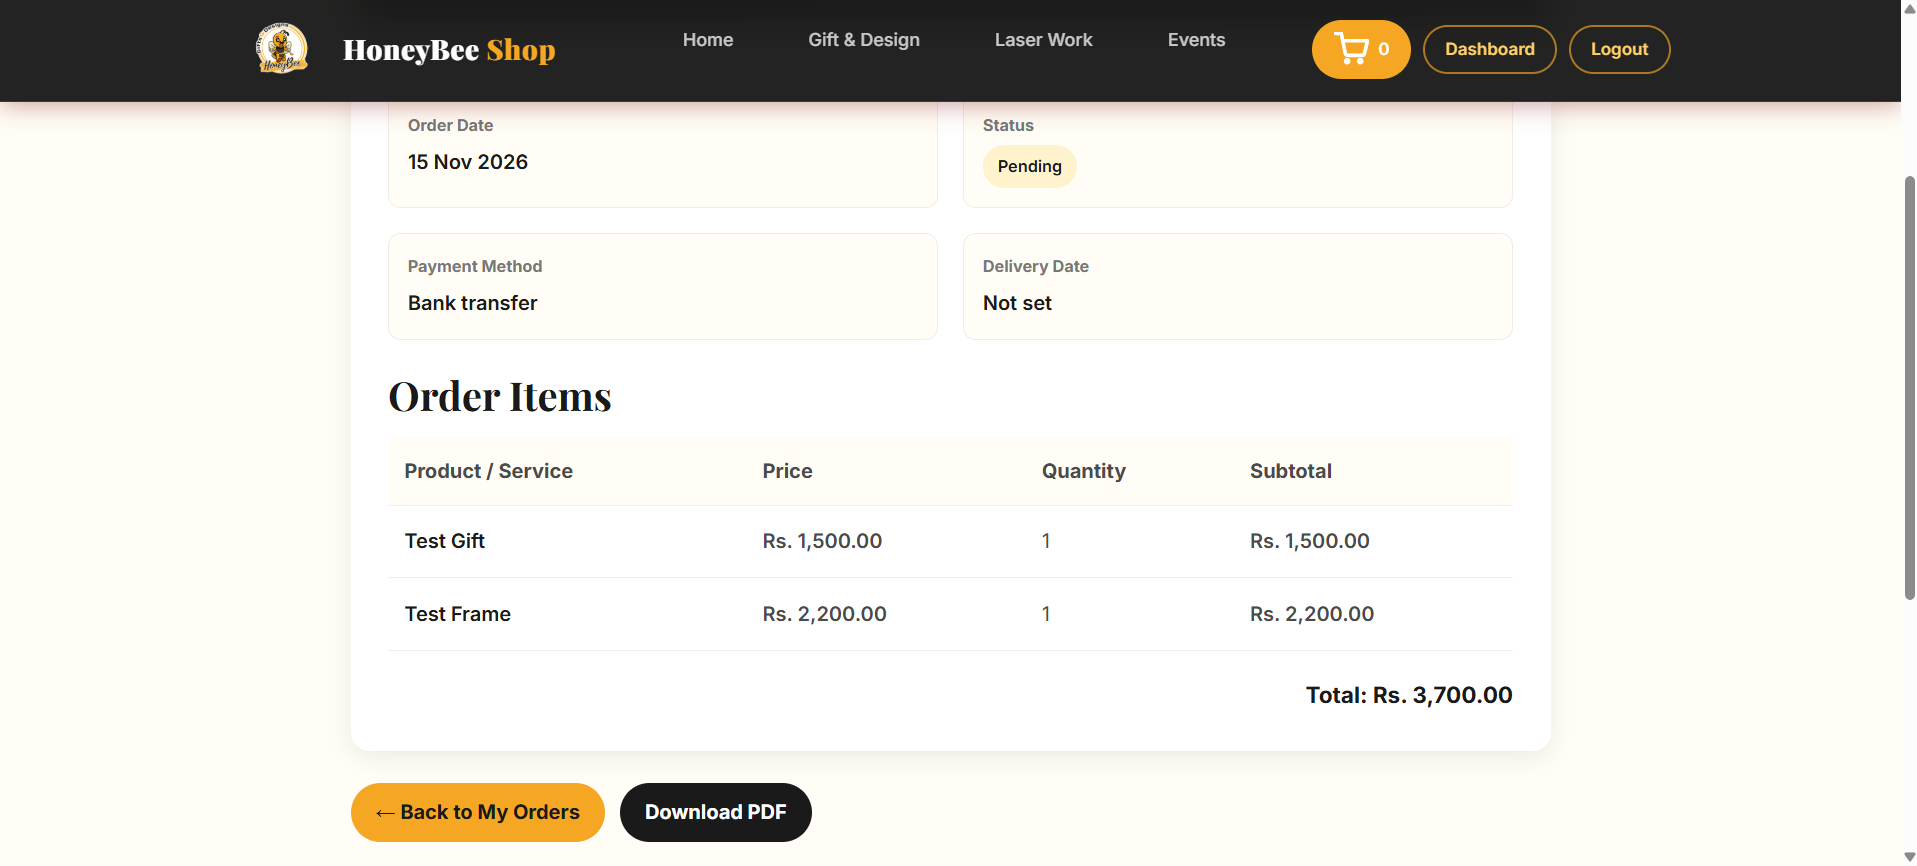 HoneyBee Shop
Home
Gift & Design
Laser Work
Events
0
Dashboard
Logout
Order Date
15 Nov 2026
Status
Pending
Payment Method
Bank transfer
Delivery Date
Not set
Order Items
Product / Service Price Quantity Subtotal
Test Gift Rs. 1,500.00 1 Rs. 1,500.00
Test Frame Rs. 2,200.00 1 Rs. 2,200.00
Total: Rs. 3,700.00
← Back to My Orders
Download PDF